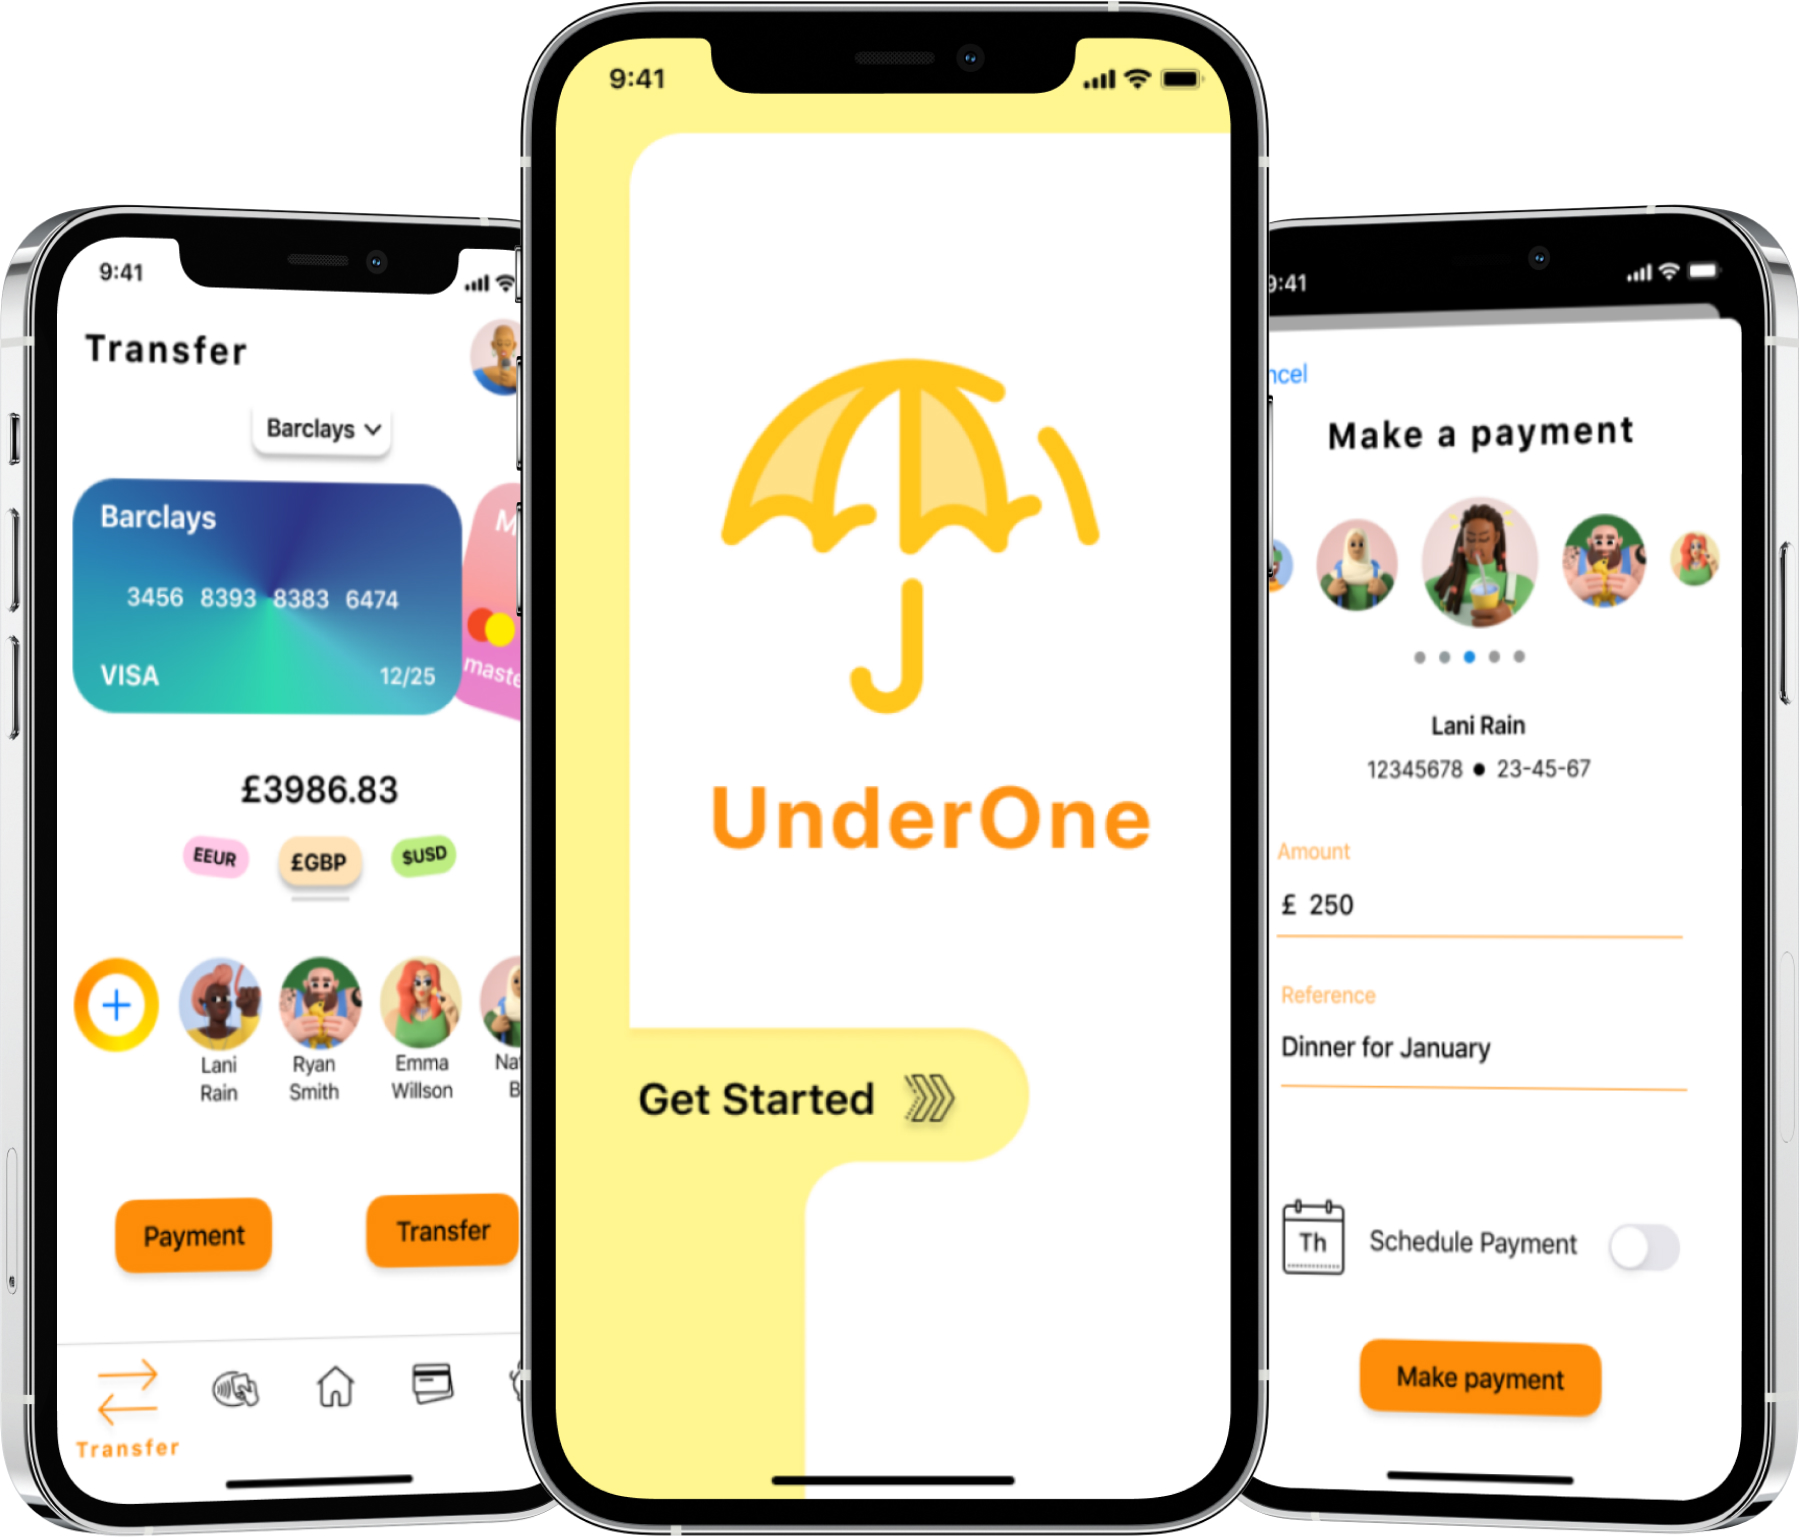 9:41
Transfer
Barclays
Barclays
3456 8393 8383 6474
VISA 12/25
M
maste
£3986.83
EEUR £GBP $USD
Lani
Rain
Ryan
Smith
Emma
Willson
Nat
B
Payment Transfer
Transfer
9:41
UnderOne
Get Started
9:41
ncel
Make a payment
Lani Rain
12345678 ● 23-45-67
Amount
£ 250
Reference
Dinner for January
Th Schedule Payment
Make payment